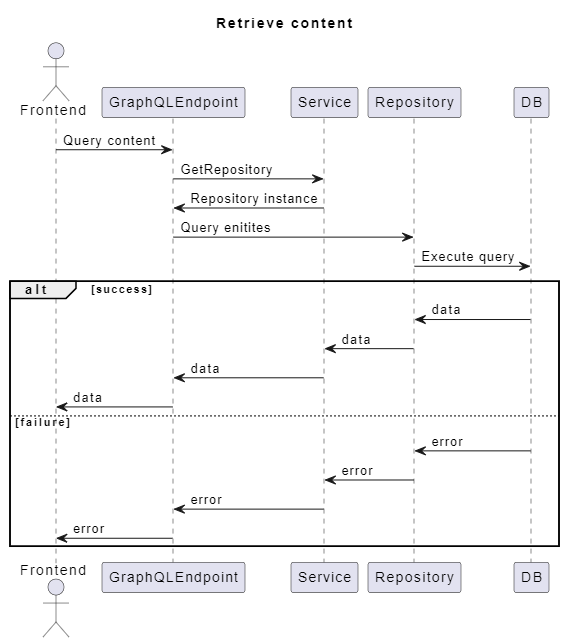 Retrieve content
Frontend
GraphQLEndpoint
Service
Repository
DB
Query content
GetRepository
Repository instance
Query enitites
Execute query
alt
[success]
data
data
data
data
[failure]
error
error
error
error
Frontend
GraphQLEndpoint
Service
Repository
DB